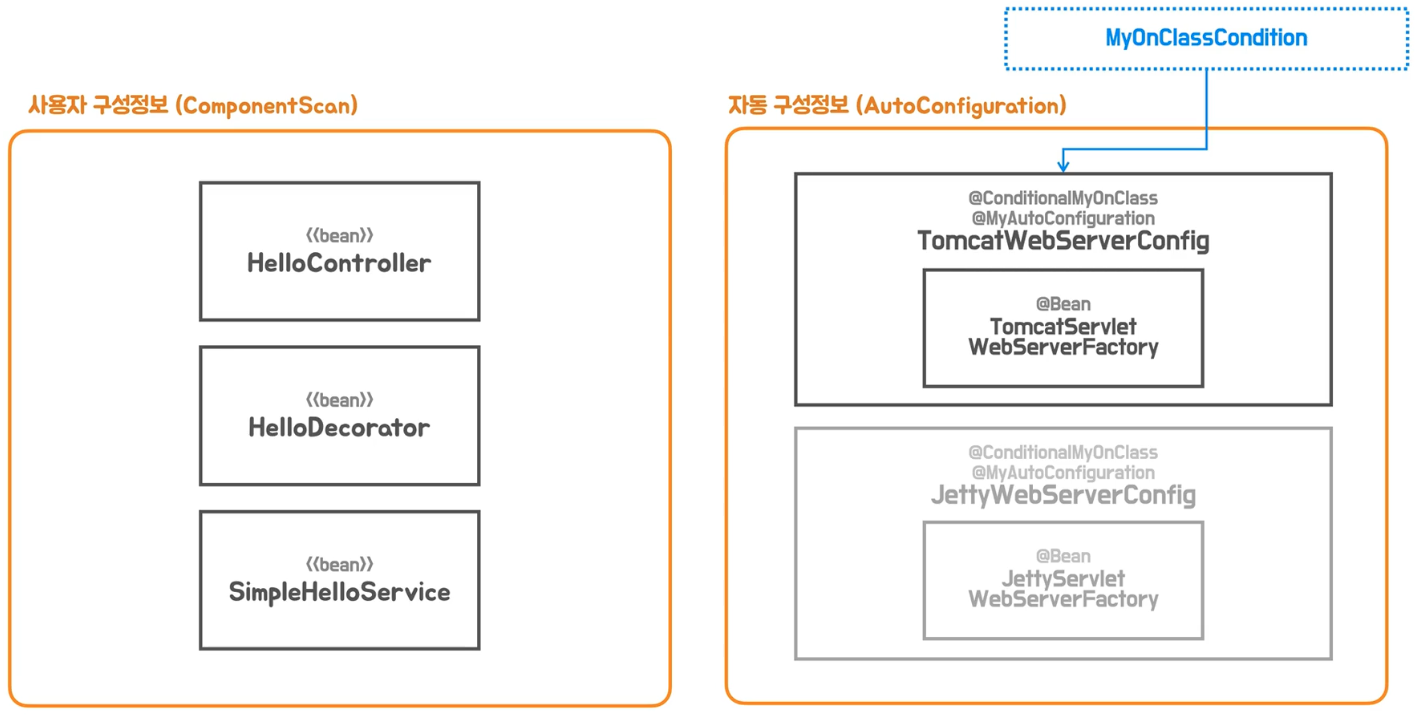 MyOnClassCondition
사용자 구성정보 (ComponentScan)
<<bean>>
HelloController
<<bean>>
HelloDecorator
<<bean>>
SimpleHelloService
자동 구성정보 (AutoConfiguration)
@ConditionalMyOnClass
@MyAutoConfiguration
TomcatWebServerConfig
@Bean
TomcatServlet
WebServerFactory
@ConditionalMyOnClass
@MyAutoConfiguration
JettyWebServerConfig
@Bean
JettyServlet
WebServerFactory